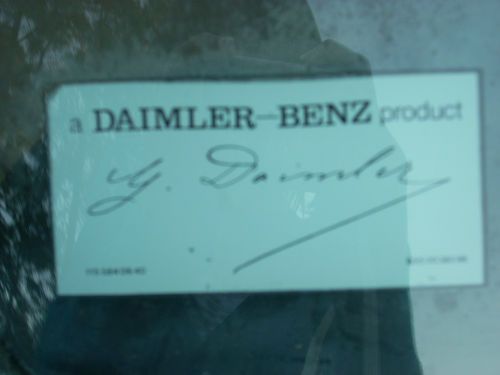 a DAIMLER-BENZ product
G. Daimler